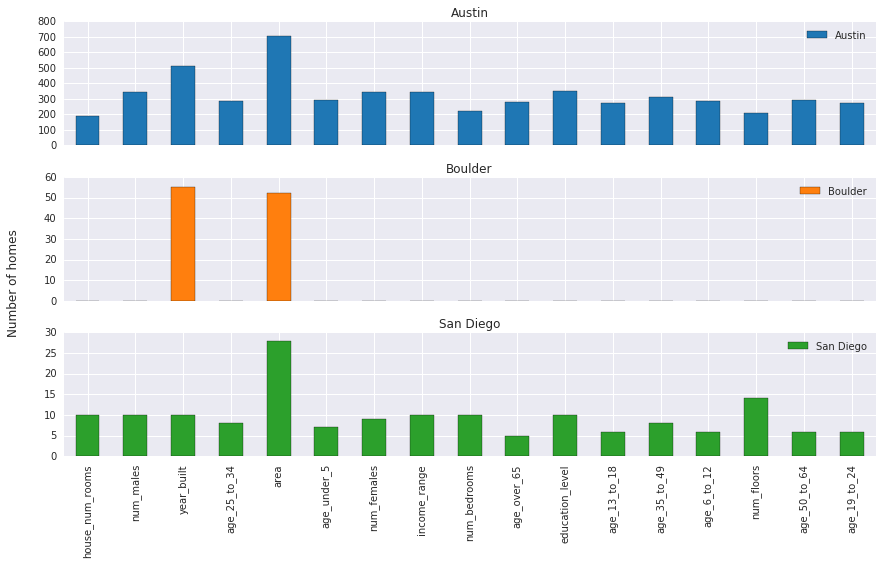 Austin
800
700
600
500
400
300
200
100
0
Austin
Boulder
60
50
40
30
20
10
0
Boulder
Number of homes
San Diego
30
25
20
15
10
5
0
San Diego
house_num_rooms
num_males
year_built
age_25_to_34
area
age_under_5
num_females
income_range
num_bedrooms
age_over_65
education_level
age_13_to_18
age_35_to_49
age_6_to_12
num_floors
age_50_to_64
age_19_to_24